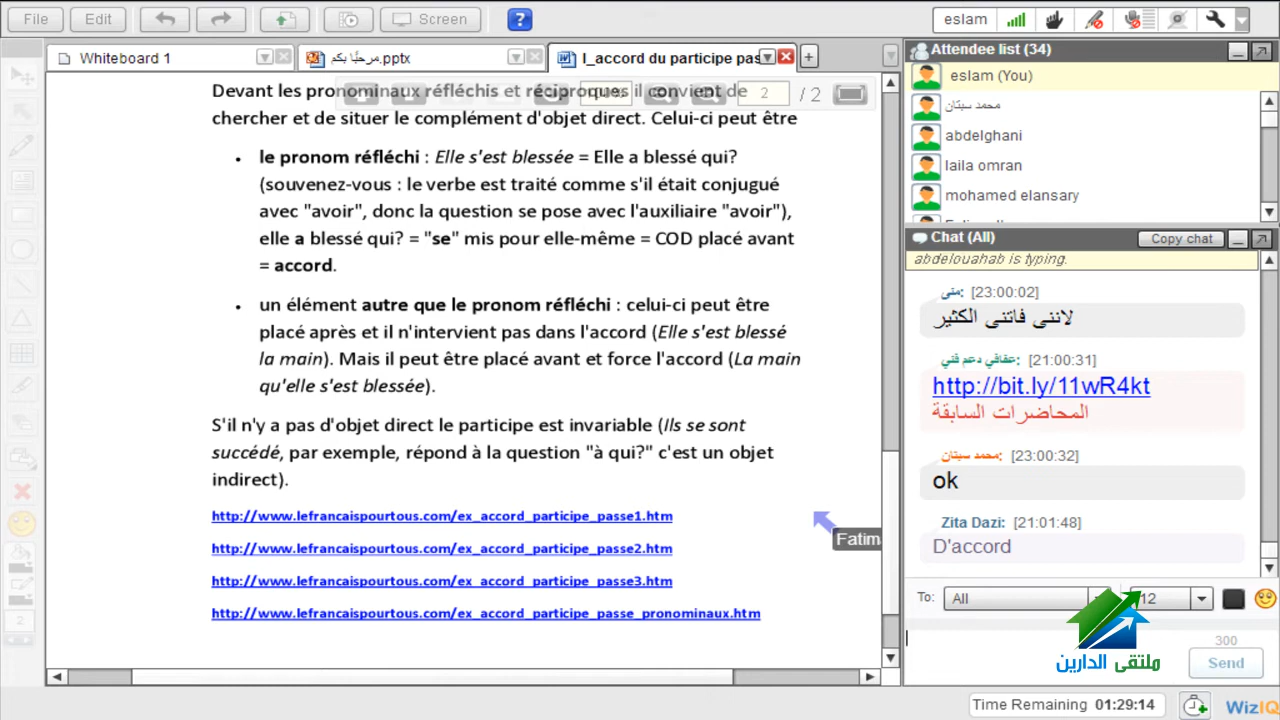 File
Edit
Screen
?
eslam
Whiteboard 1
مرحبًا بكم.pptx
l_accord du participe pas
2 / 2
Devant les pronominaux réfléchis et réciproques il convient de
chercher et de situer le complément d'objet direct. Celui-ci peut être
• le pronom réfléchi : Elle s'est blessée = Elle a blessé qui?
(souvenez-vous : le verbe est traité comme s'il était conjugué
avec "avoir", donc la question se pose avec l'auxiliaire "avoir"),
elle a blessé qui? = "se" mis pour elle-même = COD placé avant
= accord.
• un élément autre que le pronom réfléchi : celui-ci peut être
placé après et il n'intervient pas dans l'accord (Elle s'est blessé
la main). Mais il peut être placé avant et force l'accord (La main
qu'elle s'est blessée).
S'il n'y a pas d'objet direct le participe est invariable (Ils se sont
succédé, par exemple, répond à la question "à qui?" c'est un objet
indirect).
http://www.lefrancaispourtous.com/ex_accord_participe_passe1.htm
http://www.lefrancaispourtous.com/ex_accord_participe_passe2.htm
http://www.lefrancaispourtous.com/ex_accord_participe_passe3.htm
http://www.lefrancaispourtous.com/ex_accord_participe_passe_pronominaux.htm
Fatim
2
Attendee list (34)
eslam (You)
محمد سبتان
abdelghani
laila omran
mohamed elansary
Chat (All)
Copy chat
abdelouahab is typing.
منى: [23:00:02]
لاننى فاتنى الكثير
عفاقي دعم فني: [21:00:31]
http://bit.ly/11wR4kt
المحاضرات السابقة
محمد سبتان: [23:00:32]
ok
Zita Dazi: [21:01:48]
D'accord
To: All
12
300
Send
ملتقى الدارين
Time Remaining 01:29:14
WizIQ